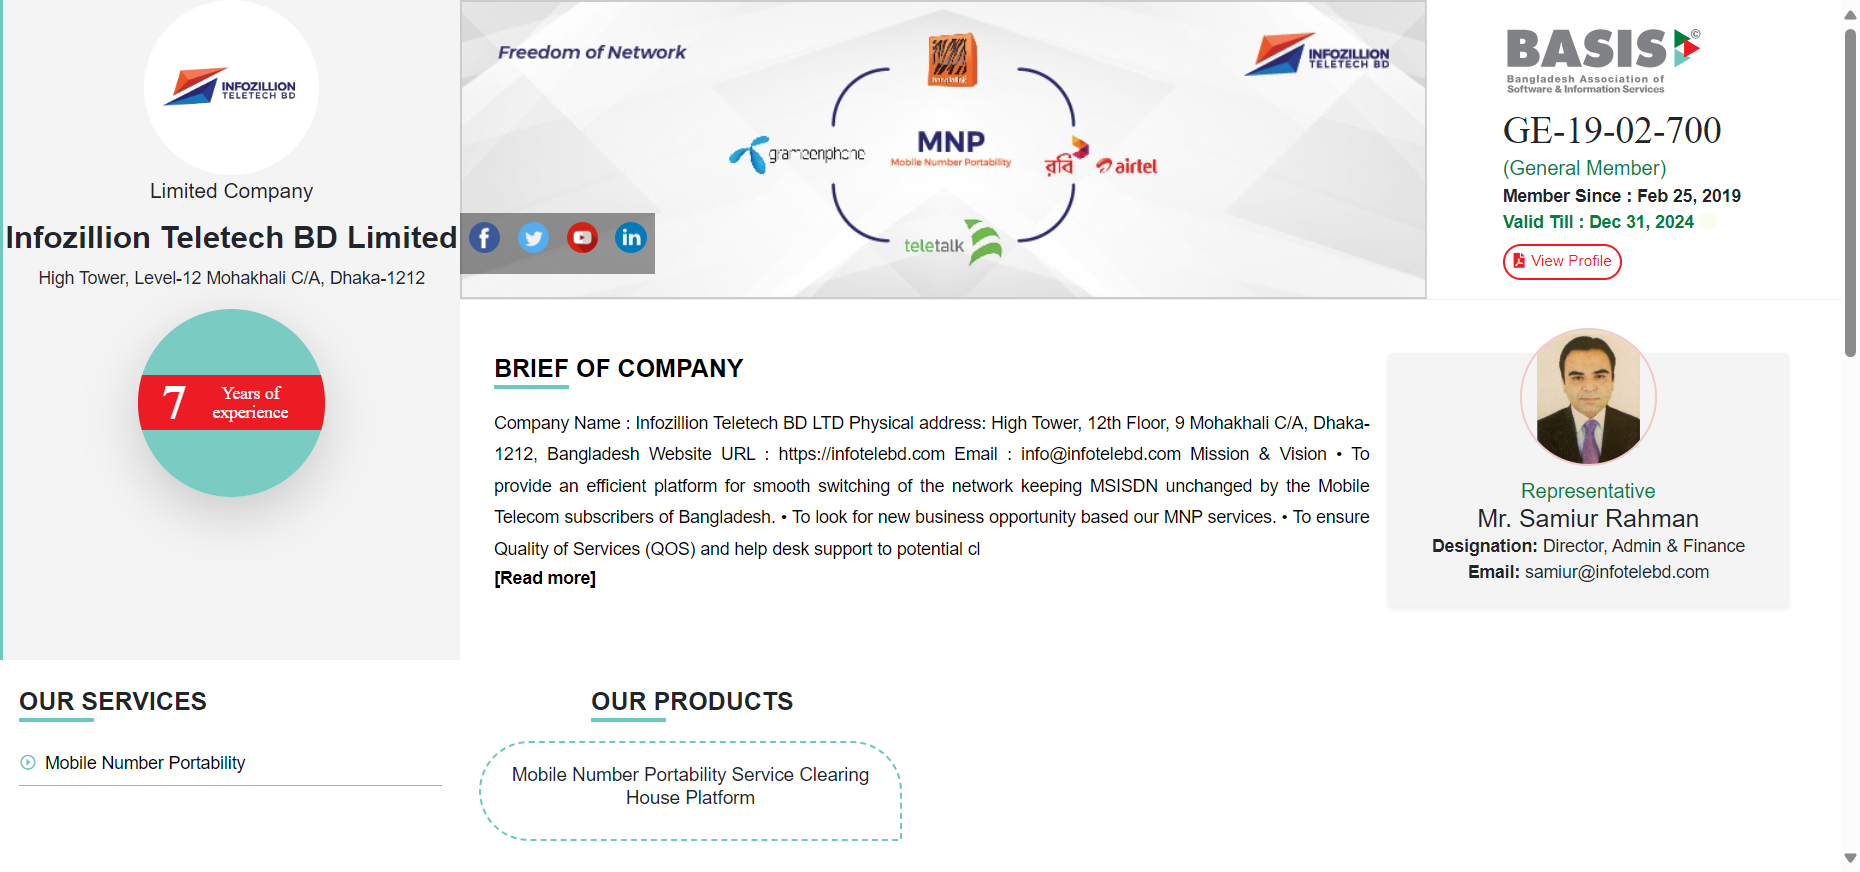 INFOZILLION
TELETECH BD
Limited Company
Infozillion Teletech BD Limited
High Tower, Level-12 Mohakhali C/A, Dhaka-1212
7
Years of
experience
Freedom of Network
banglalink
INFOZILLION
TELETECH BD
grameenphone
MNP
Mobile Number Portability
রবি
airtel
teletalk
BASIS©
Bangladesh Association of
Software & Information Services
GE-19-02-700
(General Member)
Member Since : Feb 25, 2019
Valid Till : Dec 31, 2024
View Profile
BRIEF OF COMPANY
Company Name : Infozillion Teletech BD LTD Physical address: High Tower, 12th Floor, 9 Mohakhali C/A, Dhaka-
1212, Bangladesh Website URL : https://infotelebd.com Email : info@infotelebd.com Mission & Vision • To
provide an efficient platform for smooth switching of the network keeping MSISDN unchanged by the Mobile
Telecom subscribers of Bangladesh. • To look for new business opportunity based our MNP services. • To ensure
Quality of Services (QOS) and help desk support to potential cl
[Read more]
Representative
Mr. Samiur Rahman
Designation: Director, Admin & Finance
Email: samiur@infotelebd.com
OUR SERVICES
Mobile Number Portability
OUR PRODUCTS
Mobile Number Portability Service Clearing
House Platform